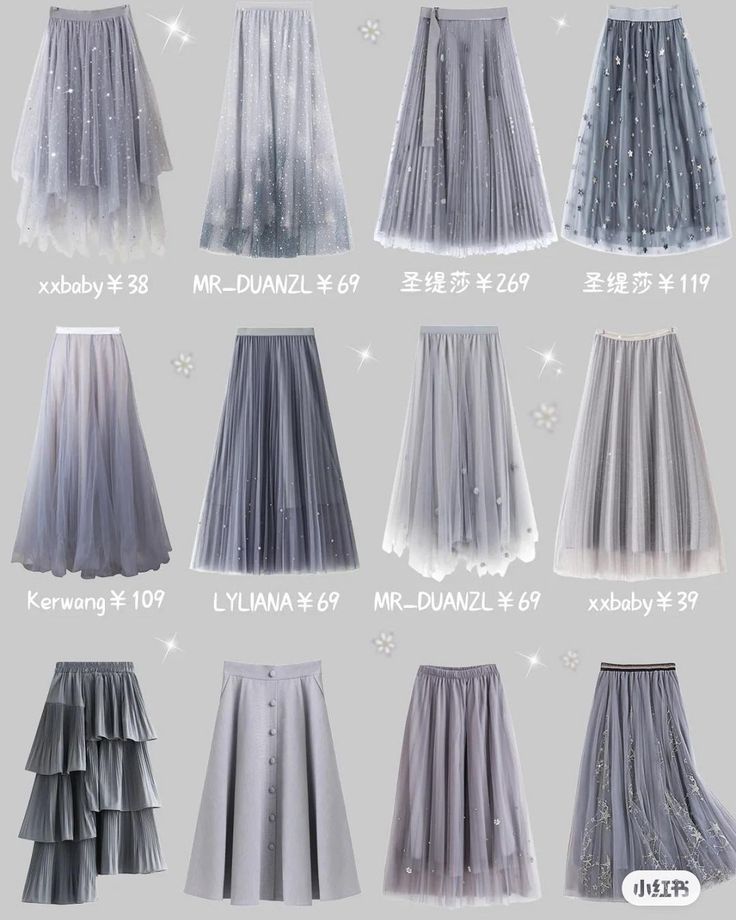 xxbaby¥38
MR_DUANZL¥69
圣缇莎¥269
圣缇莎¥119
Kerwang¥109
LYLIANA¥69
MR_DUANZL¥69
xxbaby¥39
小红书